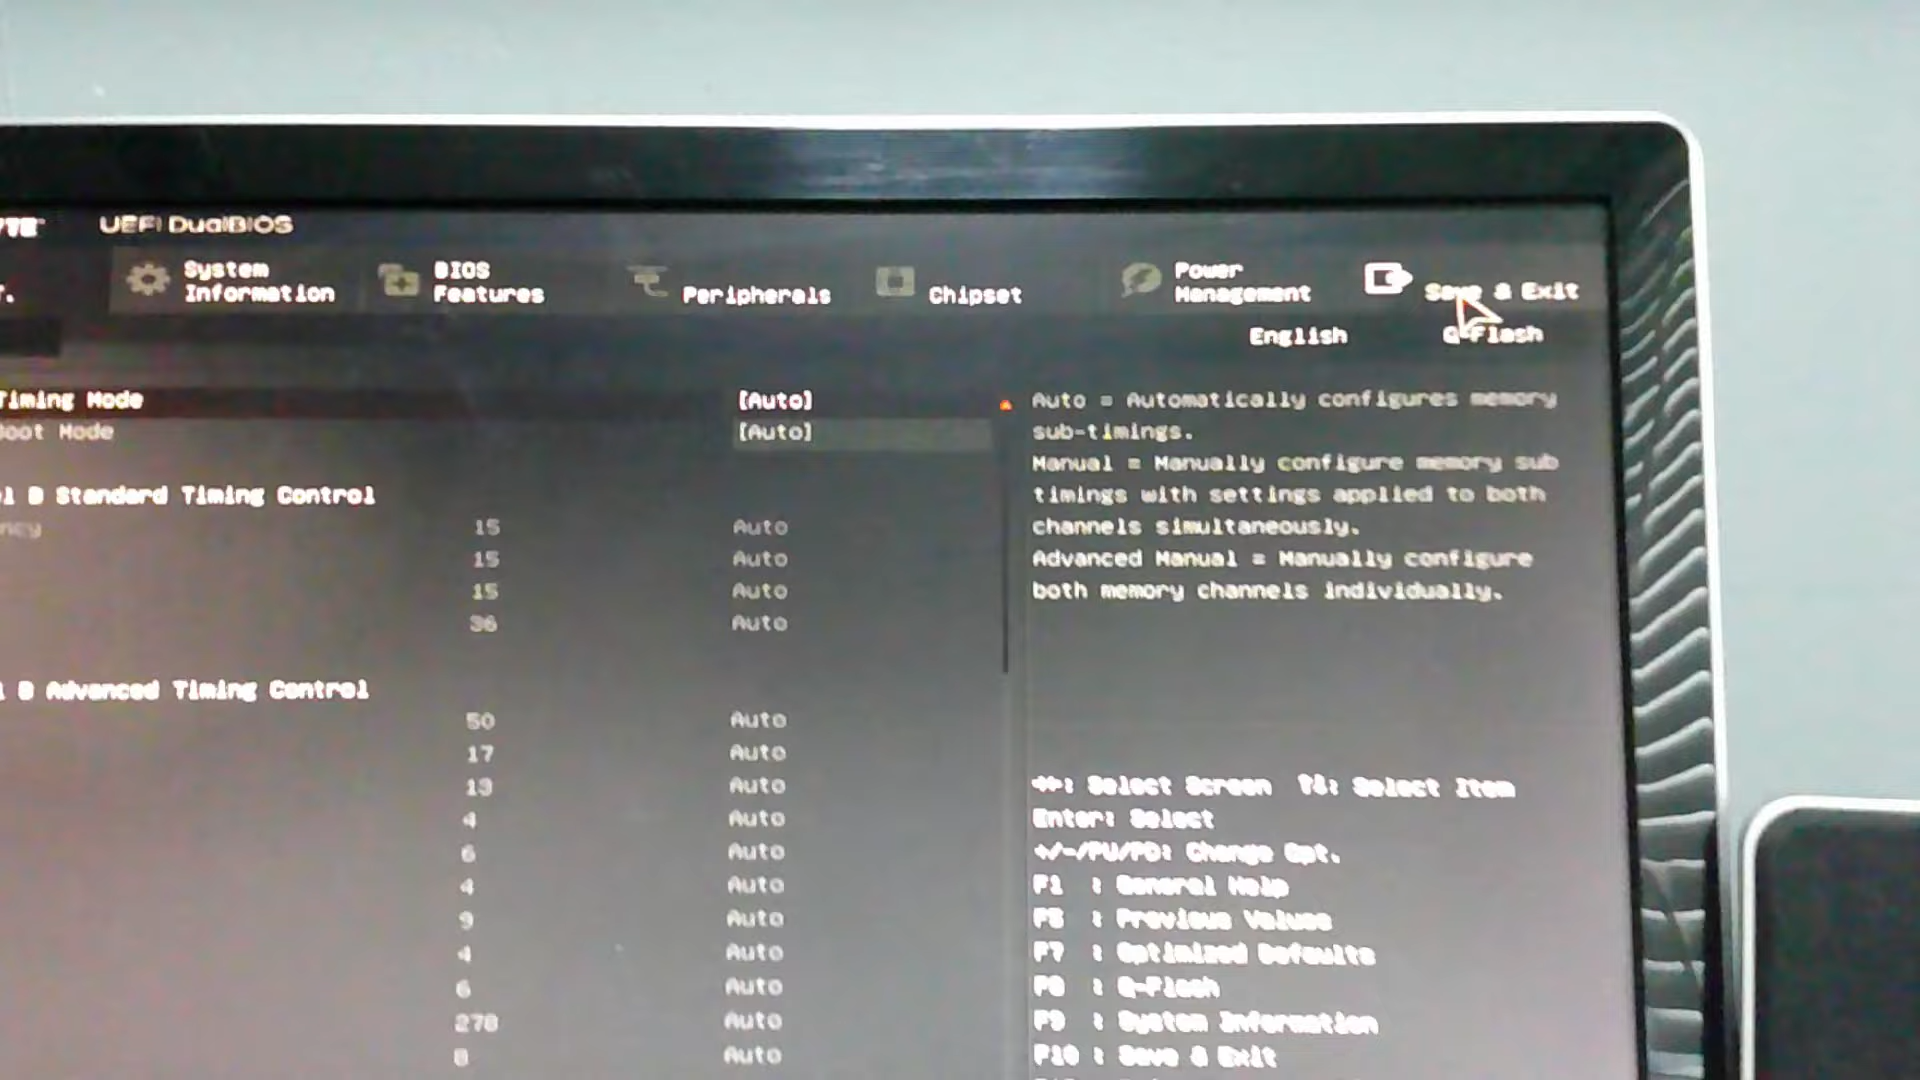 UEFI DualBIOS
System Information
BIOS Features
Peripherals
Chipset
Power Management
Save & Exit
English
Q-Flash
Timing Mode [Auto]
Boot Mode [Auto]
l B Standard Timing Control
ncy 15 Auto
15 Auto
15 Auto
36 Auto
l B Advanced Timing Control
50 Auto
17 Auto
13 Auto
4 Auto
6 Auto
4 Auto
9 Auto
4 Auto
6 Auto
278 Auto
8 Auto
Auto = Automatically configures memory
sub-timings.
Manual = Manually configure memory sub
timings with settings applied to both
channels simultaneously.
Advanced Manual = Manually configure
both memory channels individually.
→←: Select Screen ↑↓: Select Item
Enter: Select
+/-/PU/PD: Change Opt.
F1 : General Help
F5 : Previous Values
F7 : Optimized Defaults
F8 : Q-Flash
F9 : System Information
F10 : Save & Exit